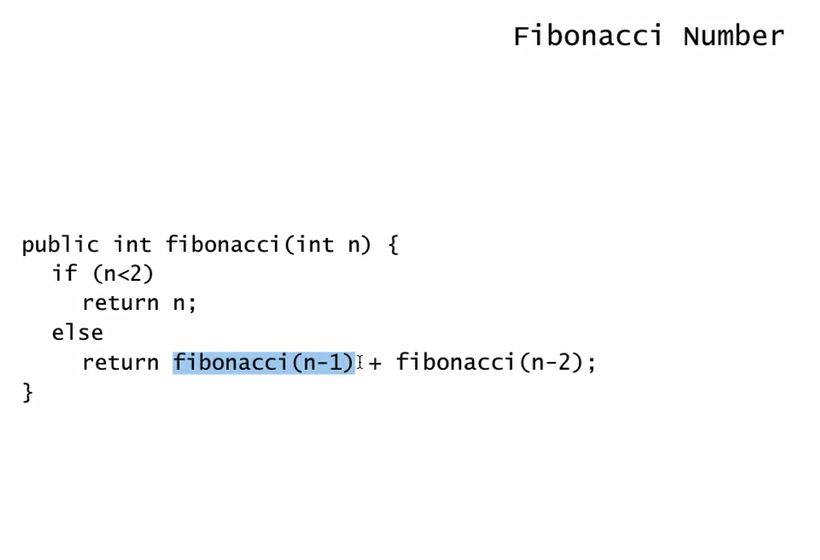 Fibonacci Number
public int fibonacci(int n) {
if (n<2)
return n;
else
return fibonacci(n-1) + fibonacci(n-2);
}